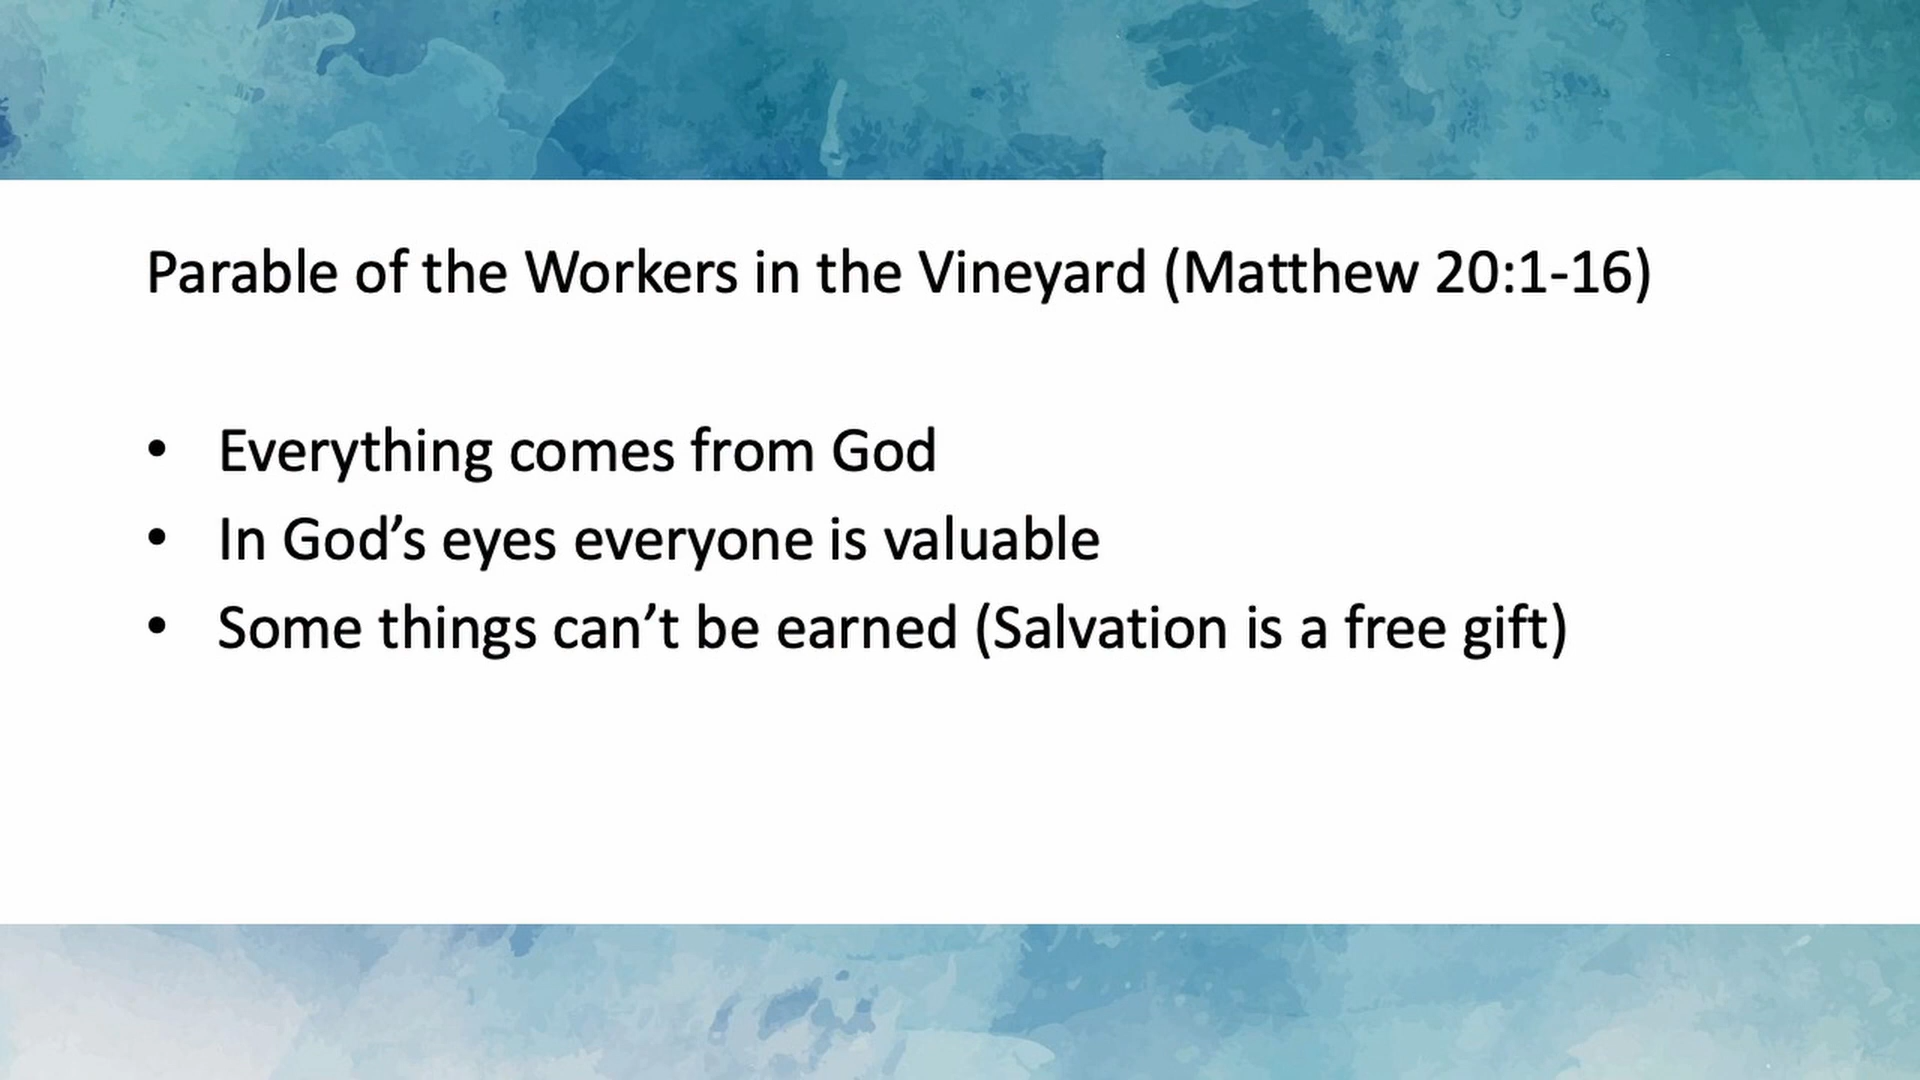 Parable of the Workers in the Vineyard (Matthew 20:1-16)
• Everything comes from God
• In God’s eyes everyone is valuable
• Some things can’t be earned (Salvation is a free gift)